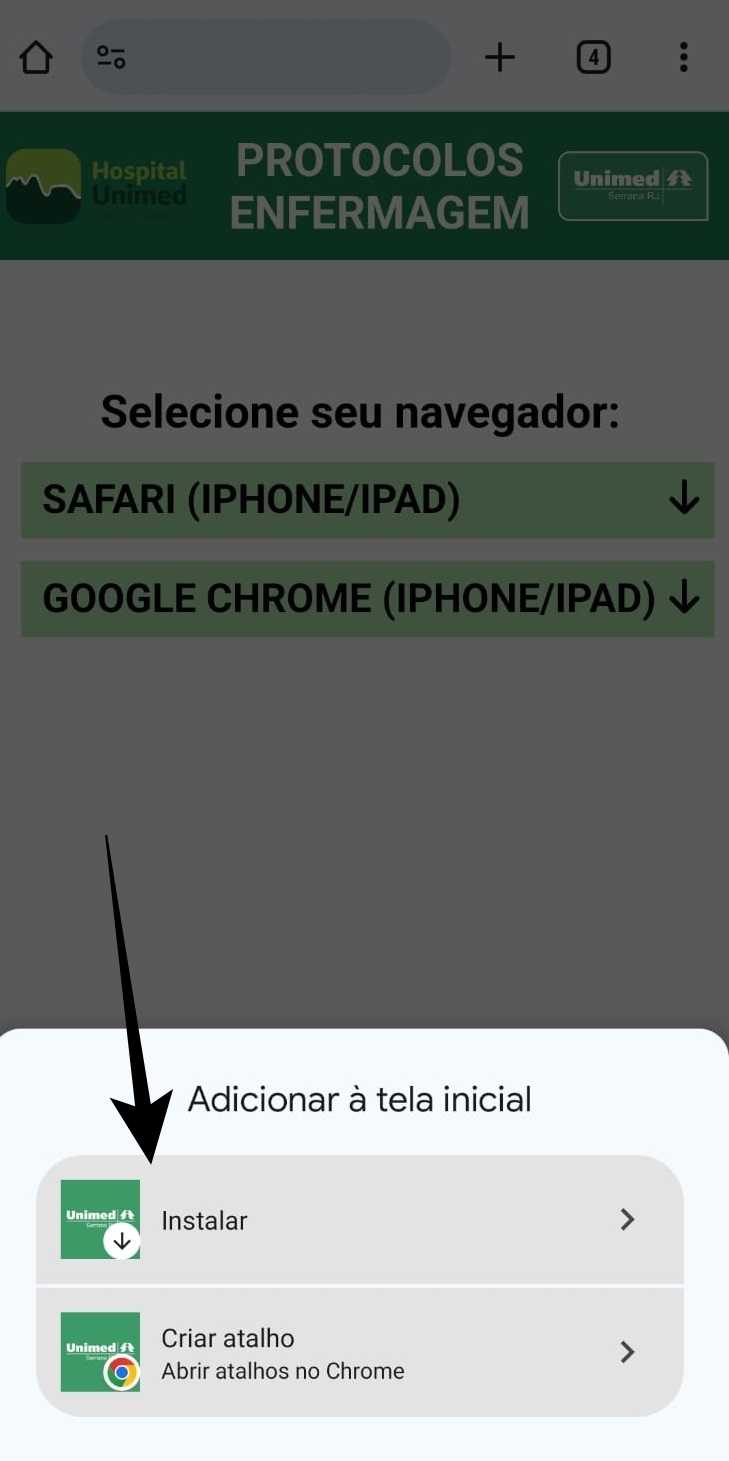 4
Hospital
Unimed
PROTOCOLOS
ENFERMAGEM
Unimed
Serrana RJ
Selecione seu navegador:
SAFARI (IPHONE/IPAD)
GOOGLE CHROME (IPHONE/IPAD)
Adicionar à tela inicial
Unimed
Instalar
Unimed
Criar atalho
Abrir atalhos no Chrome